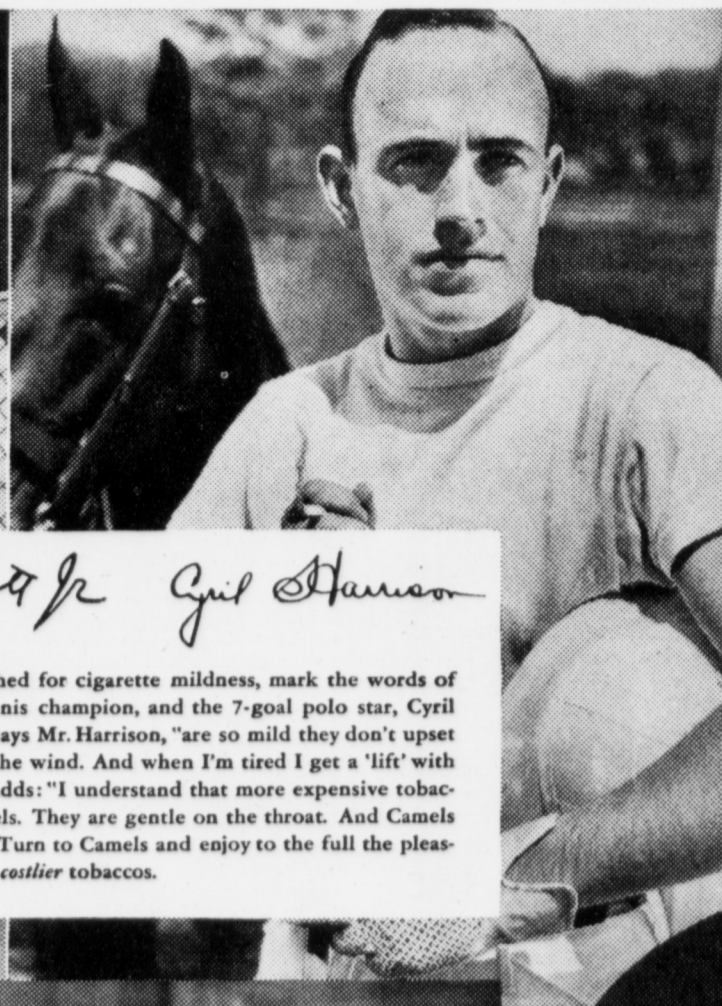 tt Jr Cyril S Harrison
ned for cigarette mildness, mark the words of
nis champion, and the 7-goal polo star, Cyril
ays Mr. Harrison, "are so mild they don't upset
he wind. And when I'm tired I get a 'lift' with
dds: "I understand that more expensive tobac-
els. They are gentle on the throat. And Camels
Turn to Camels and enjoy to the full the pleas-
costlier tobaccos.